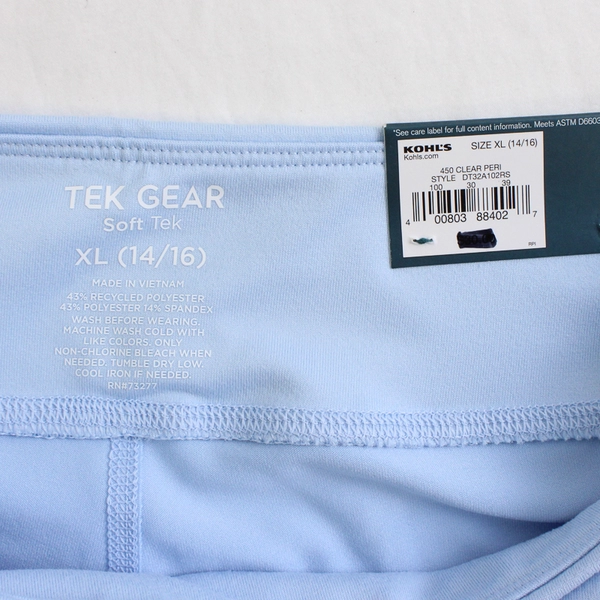 *See care label for full content information. Meets ASTM D6603
KOHL'S SIZE XL (14/16)
Kohls.com
450 CLEAR PERI
STYLE DT32A102RS
100 30 39
4 00803 88402 7
RPI
TEK GEAR
Soft Tek
XL (14/16)
MADE IN VIETNAM
43% RECYCLED POLYESTER
43% POLYESTER 14% SPANDEX
WASH BEFORE WEARING.
MACHINE WASH COLD WITH
LIKE COLORS. ONLY
NON-CHLORINE BLEACH WHEN
NEEDED. TUMBLE DRY LOW.
COOL IRON IF NEEDED.
RN#73277